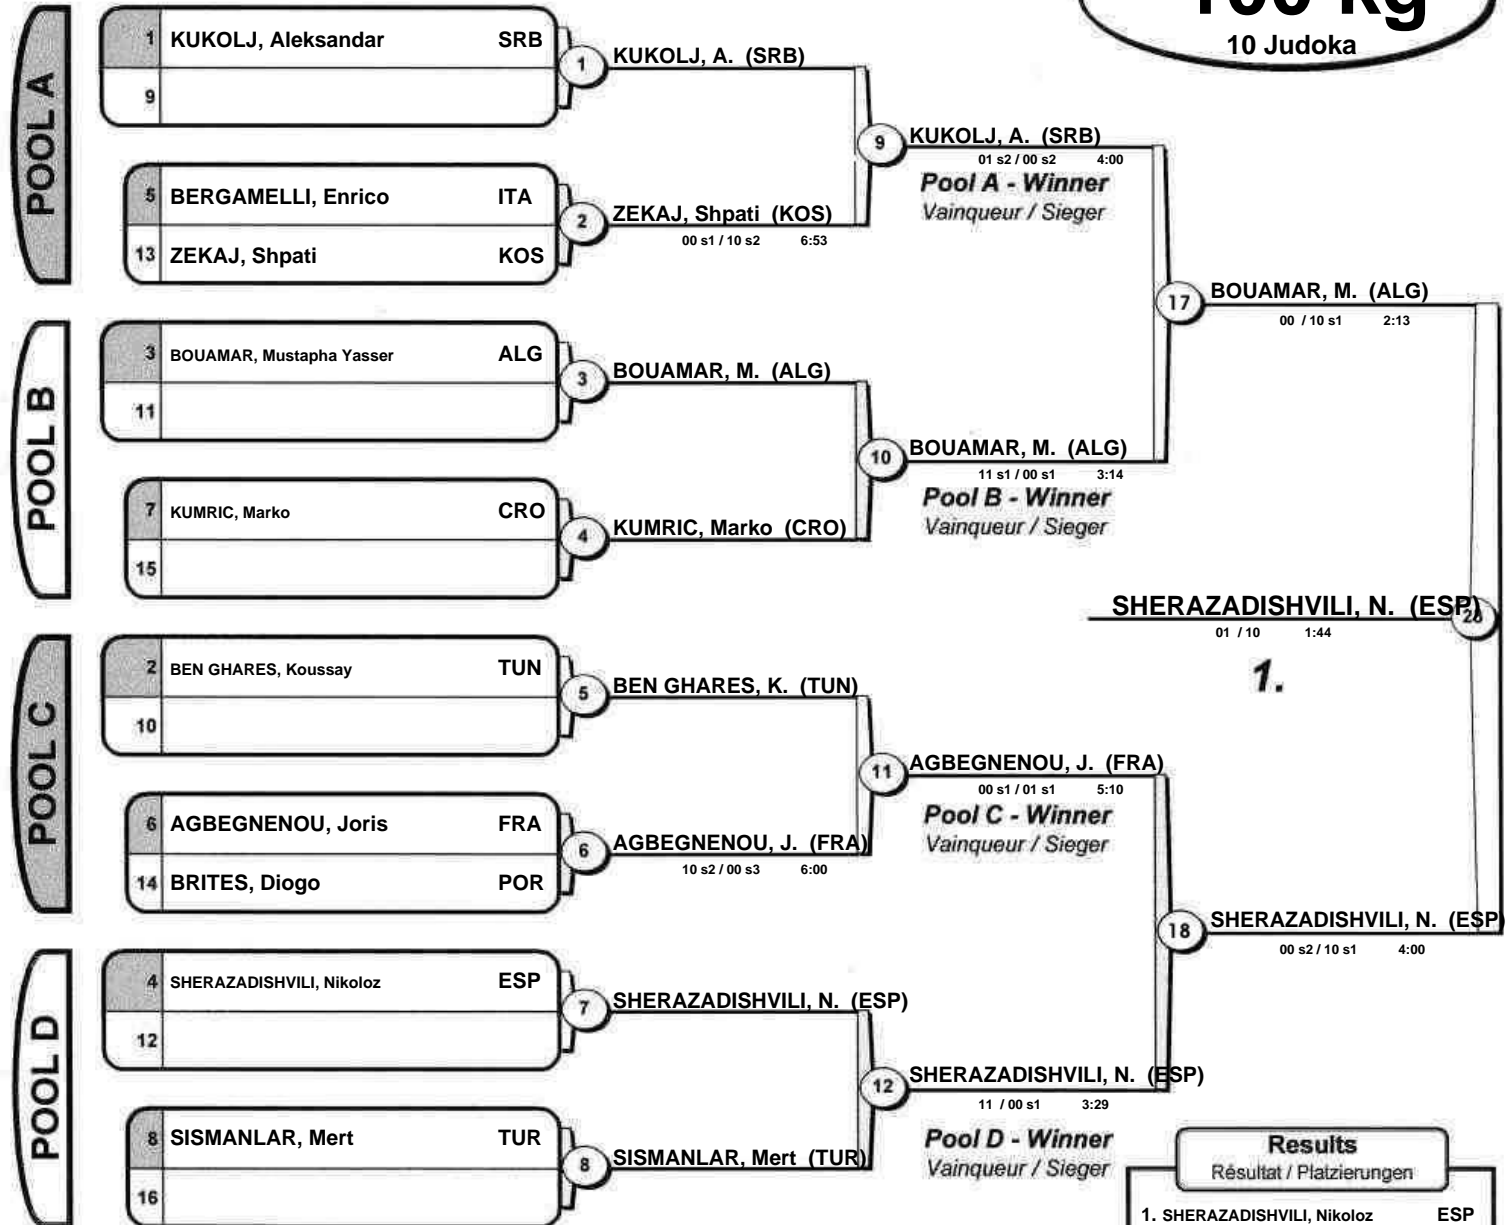 100 kg
10 Judoka
POOL A
1 KUKOLJ, Aleksandar SRB
9
5 BERGAMELLI, Enrico ITA
13 ZEKAJ, Shpati KOS
1 KUKOLJ, A. (SRB)
2 ZEKAJ, Shpati (KOS)
00 s1 / 10 s2 6:53
9 KUKOLJ, A. (SRB)
01 s2 / 00 s2 4:00
Pool A - Winner
Vainqueur / Sieger
POOL B
3 BOUAMAR, Mustapha Yasser ALG
11
7 KUMRIC, Marko CRO
15
3 BOUAMAR, M. (ALG)
4 KUMRIC, Marko (CRO)
10 BOUAMAR, M. (ALG)
11 s1 / 00 s1 3:14
Pool B - Winner
Vainqueur / Sieger
17 BOUAMAR, M. (ALG)
00 / 10 s1 2:13
SHERAZADISHVILI, N. (ESP) 28
01 / 10 1:44
1.
POOL C
2 BEN GHARES, Koussay TUN
10
6 AGBEGNENOU, Joris FRA
14 BRITES, Diogo POR
5 BEN GHARES, K. (TUN)
6 AGBEGNENOU, J. (FRA)
10 s2 / 00 s3 6:00
11 AGBEGNENOU, J. (FRA)
00 s1 / 01 s1 5:10
Pool C - Winner
Vainqueur / Sieger
18 SHERAZADISHVILI, N. (ESP)
00 s2 / 10 s1 4:00
POOL D
4 SHERAZADISHVILI, Nikoloz ESP
12
8 SISMANLAR, Mert TUR
16
7 SHERAZADISHVILI, N. (ESP)
8 SISMANLAR, Mert (TUR)
12 SHERAZADISHVILI, N. (ESP)
11 / 00 s1 3:29
Pool D - Winner
Vainqueur / Sieger
Results
Résultat / Platzierungen
1. SHERAZADISHVILI, Nikoloz ESP